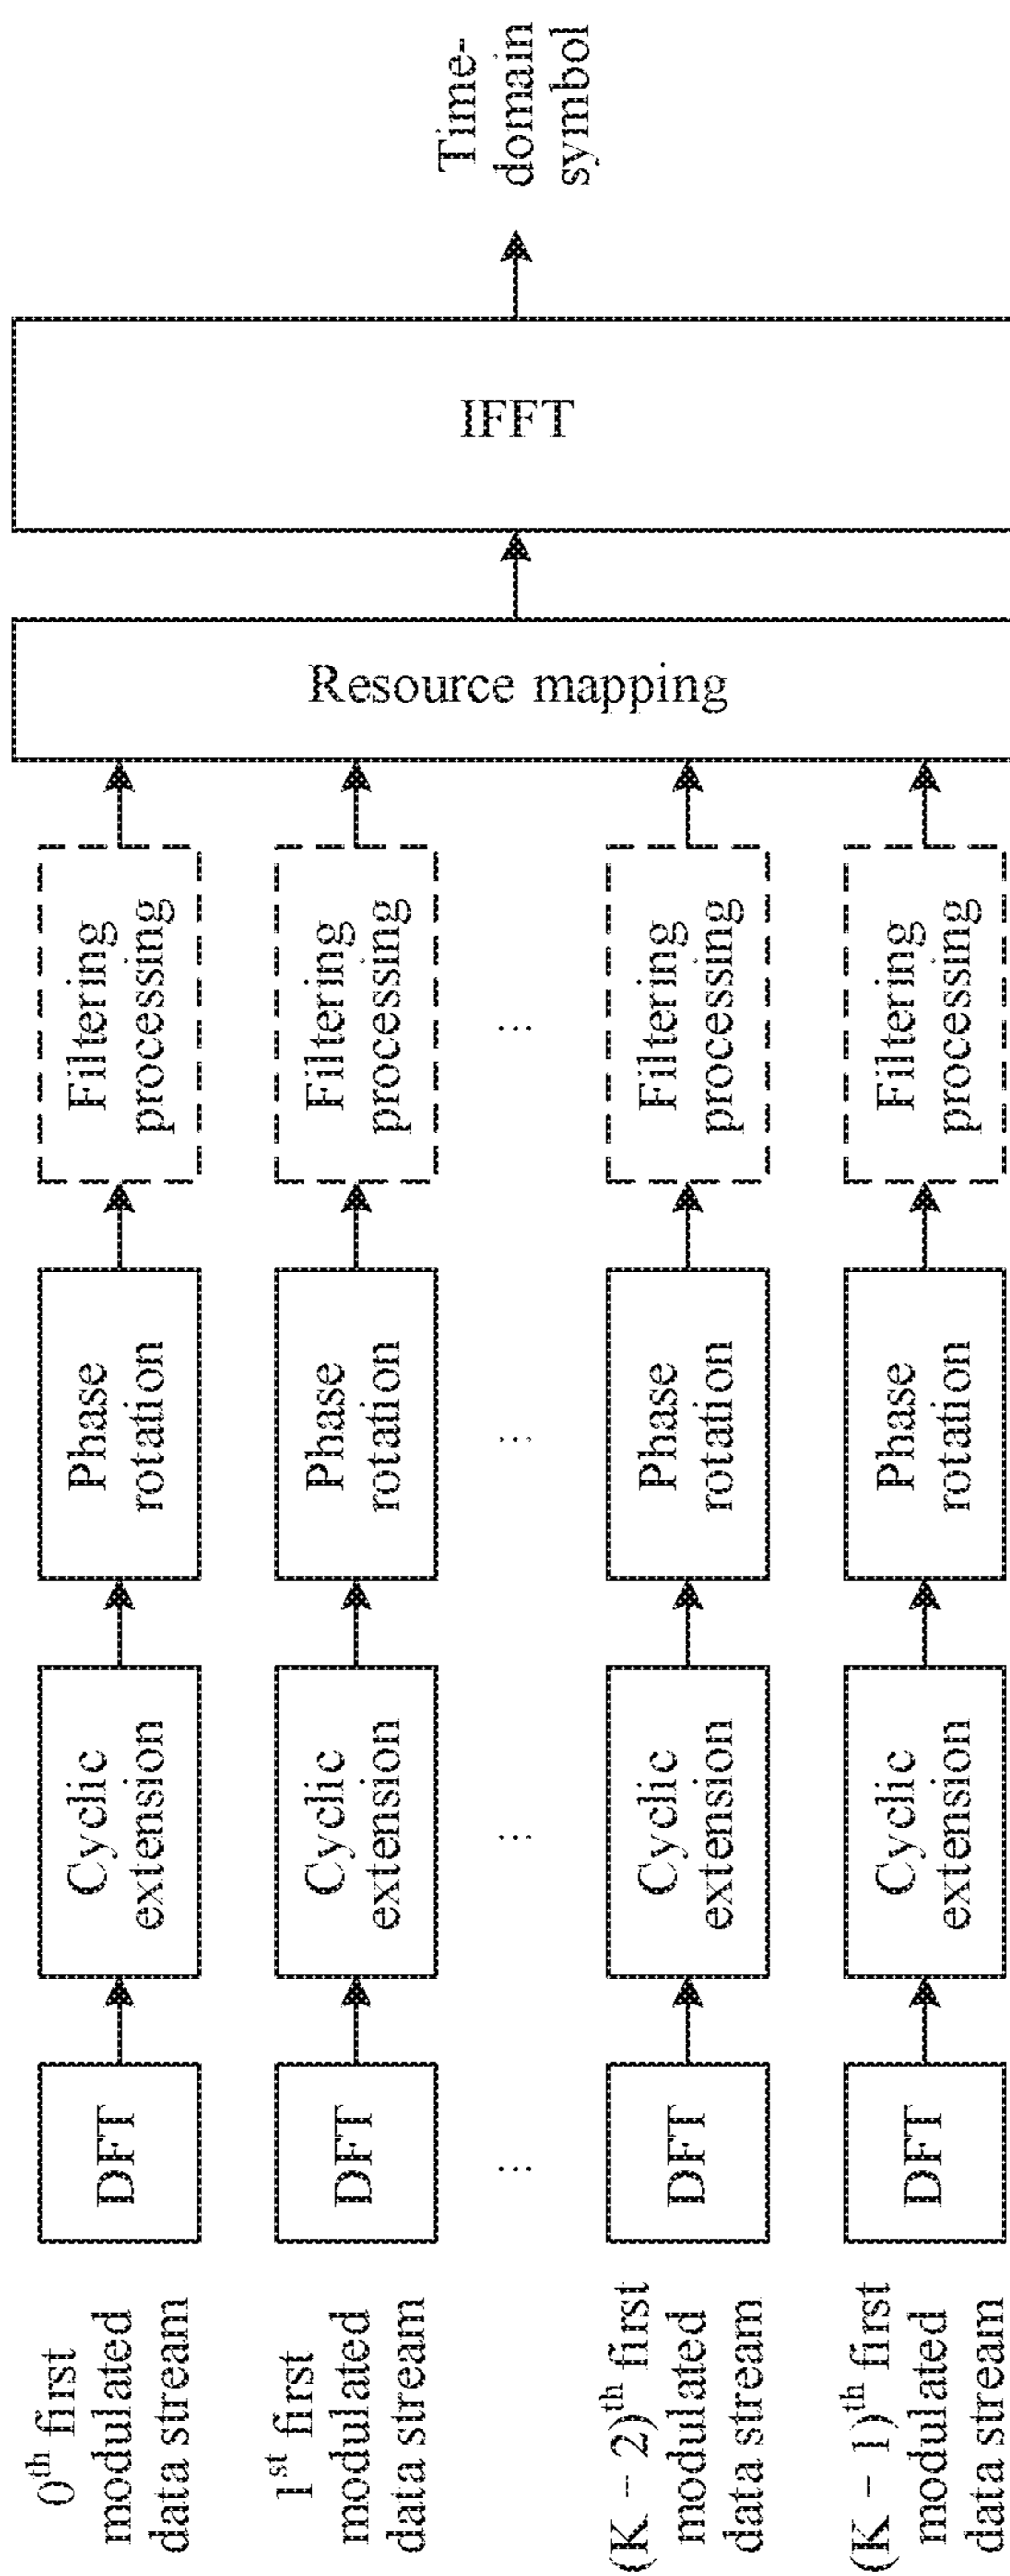 0th first
modulated
data stream
DFT
Cyclic
extension
Phase
rotation
Filtering
processing
1st first
modulated
data stream
DFT
Cyclic
extension
Phase
rotation
Filtering
processing
...
...
...
...
(K – 2)th first
modulated
data stream
DFT
Cyclic
extension
Phase
rotation
Filtering
processing
(K – 1)th first
modulated
data stream
DFT
Cyclic
extension
Phase
rotation
Filtering
processing
Resource mapping
IFFT
Time-
domain
symbol